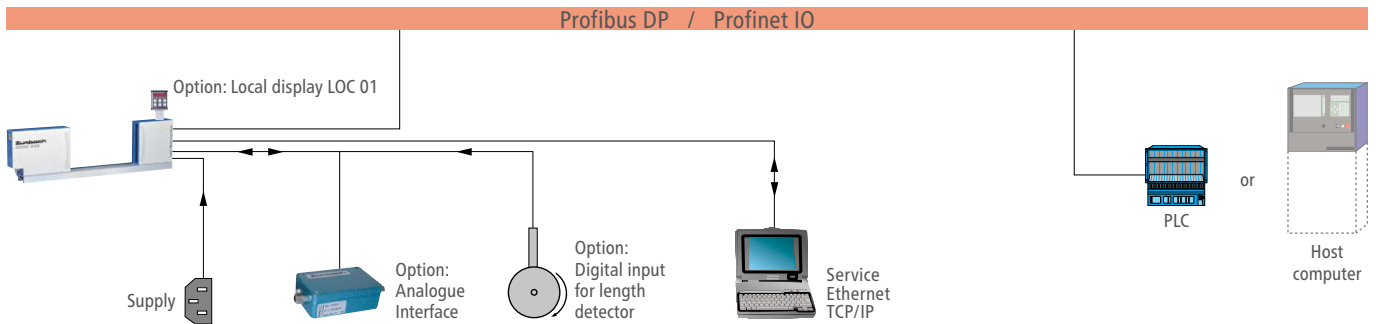 Profibus DP / Profinet IO
Option: Local display LOC 01
Zumbach
Supply
Option:
Analogue
Interface
Option:
Digital input
for length
detector
Service
Ethernet
TCP/IP
PLC
or
Host
computer